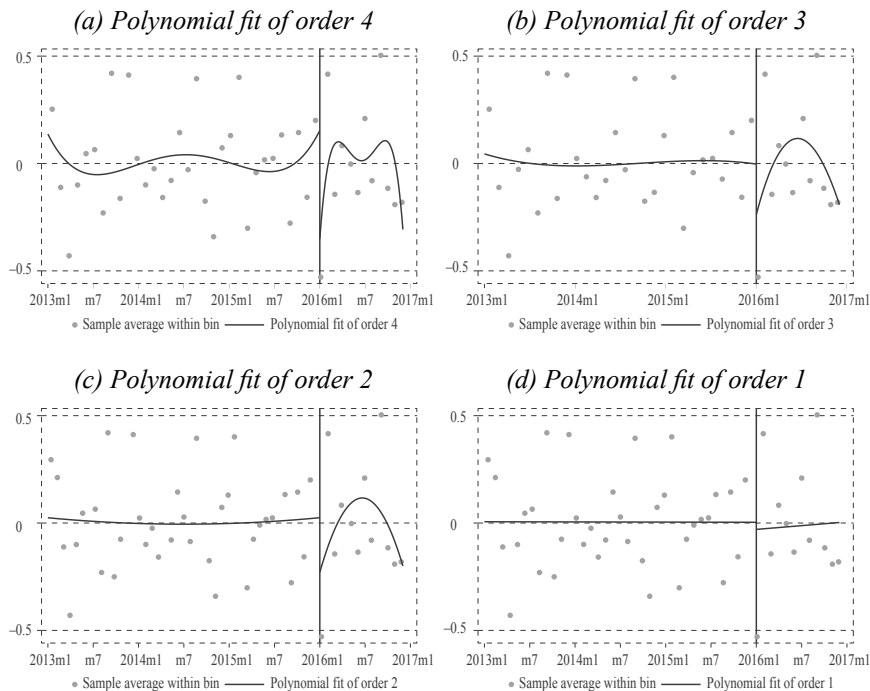 (a) Polynomial fit of order 4
0.5
0
–0.5
2013m1 m7 2014m1 m7 2015m1 m7 2016m1 m7 2017m1
Sample average within bin Polynomial fit of order 4
(b) Polynomial fit of order 3
0.5
0
–0.5
2013m1 2014m1 2015m1 2016m1 2017m1
Sample average within bin Polynomial fit of order 3
(c) Polynomial fit of order 2
0.5
0
–0.5
2013m1 m7 2014m1 m7 2015m1 m7 2016m1 m7 2017m1
Sample average within bin Polynomial fit of order 2
(d) Polynomial fit of order 1
0.5
0
–0.5
2013m1 m7 2014m1 m7 2015m1 m7 2016m1 m7 2017m1
Sample average within bin Polynomial fit of order 1